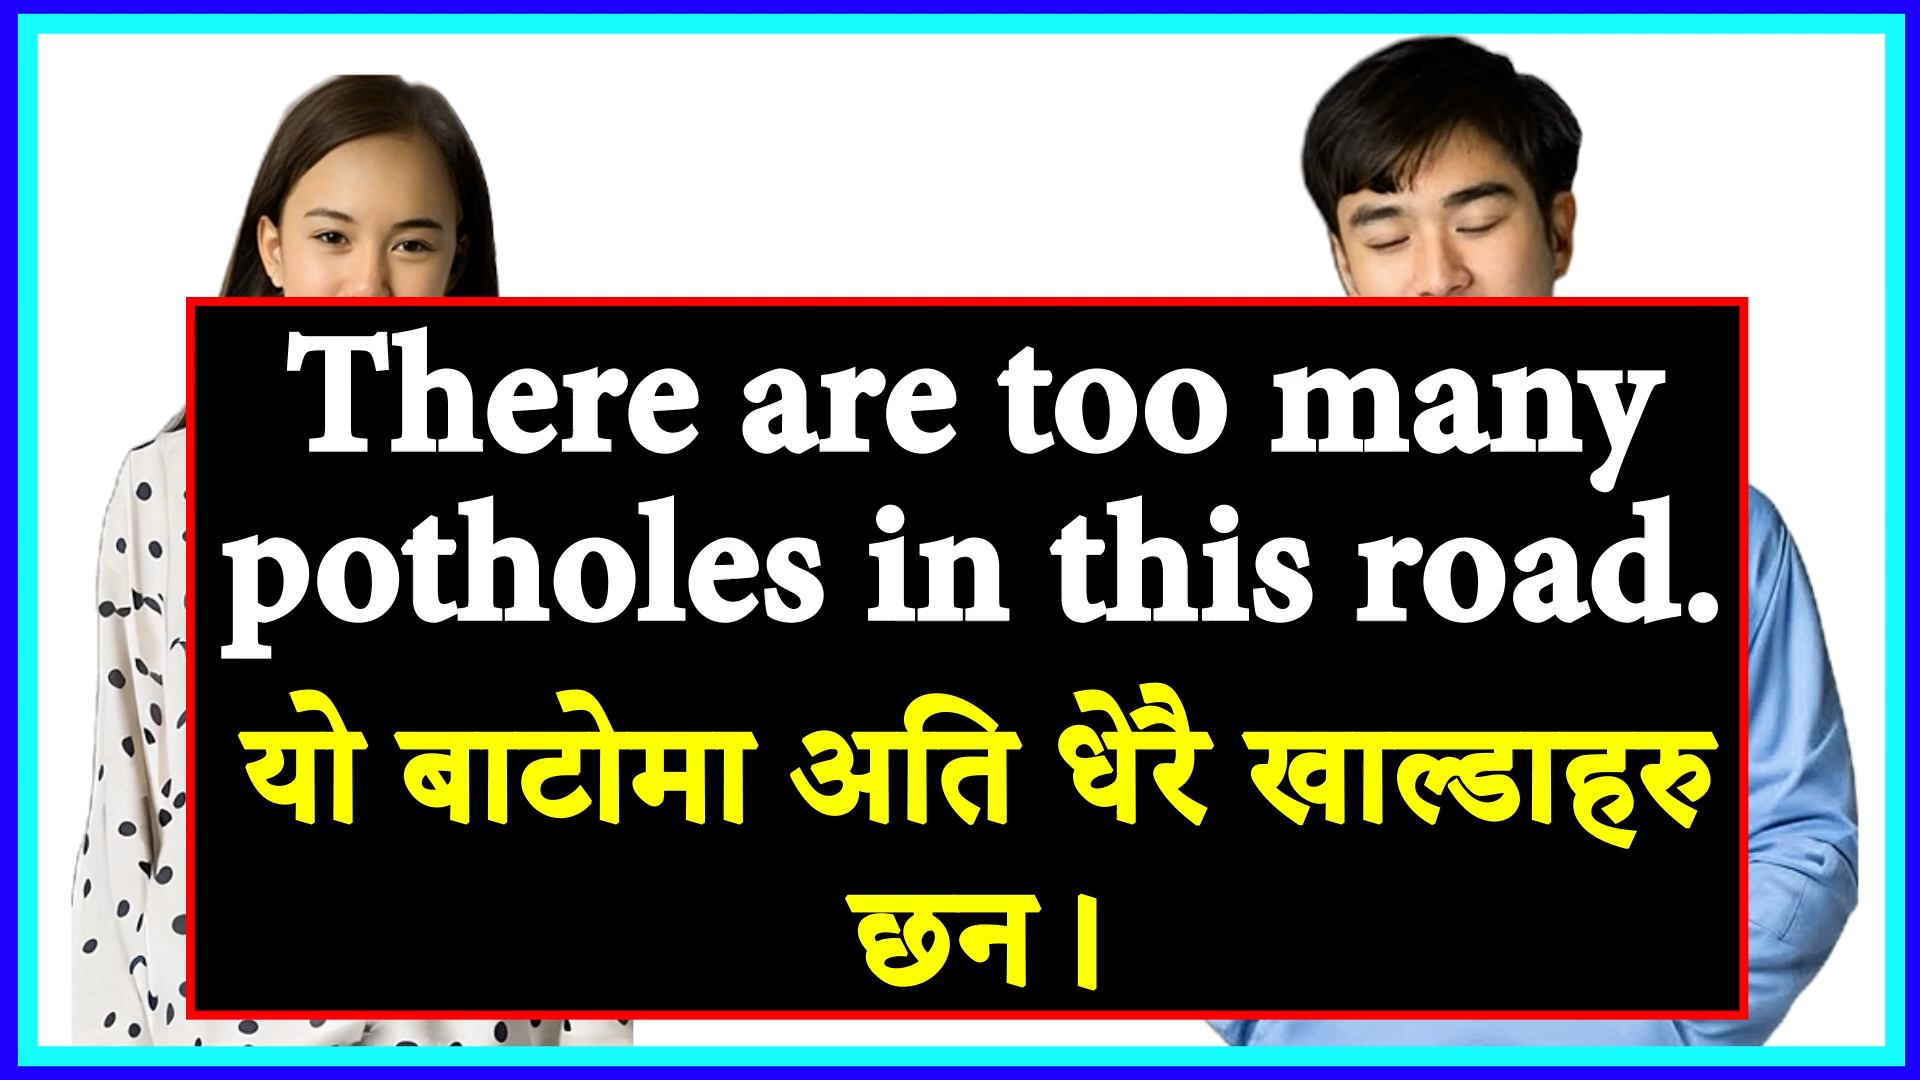 There are too many
potholes in this road.
यो बाटोमा अति धेरै खाल्डाहरु
छन ।